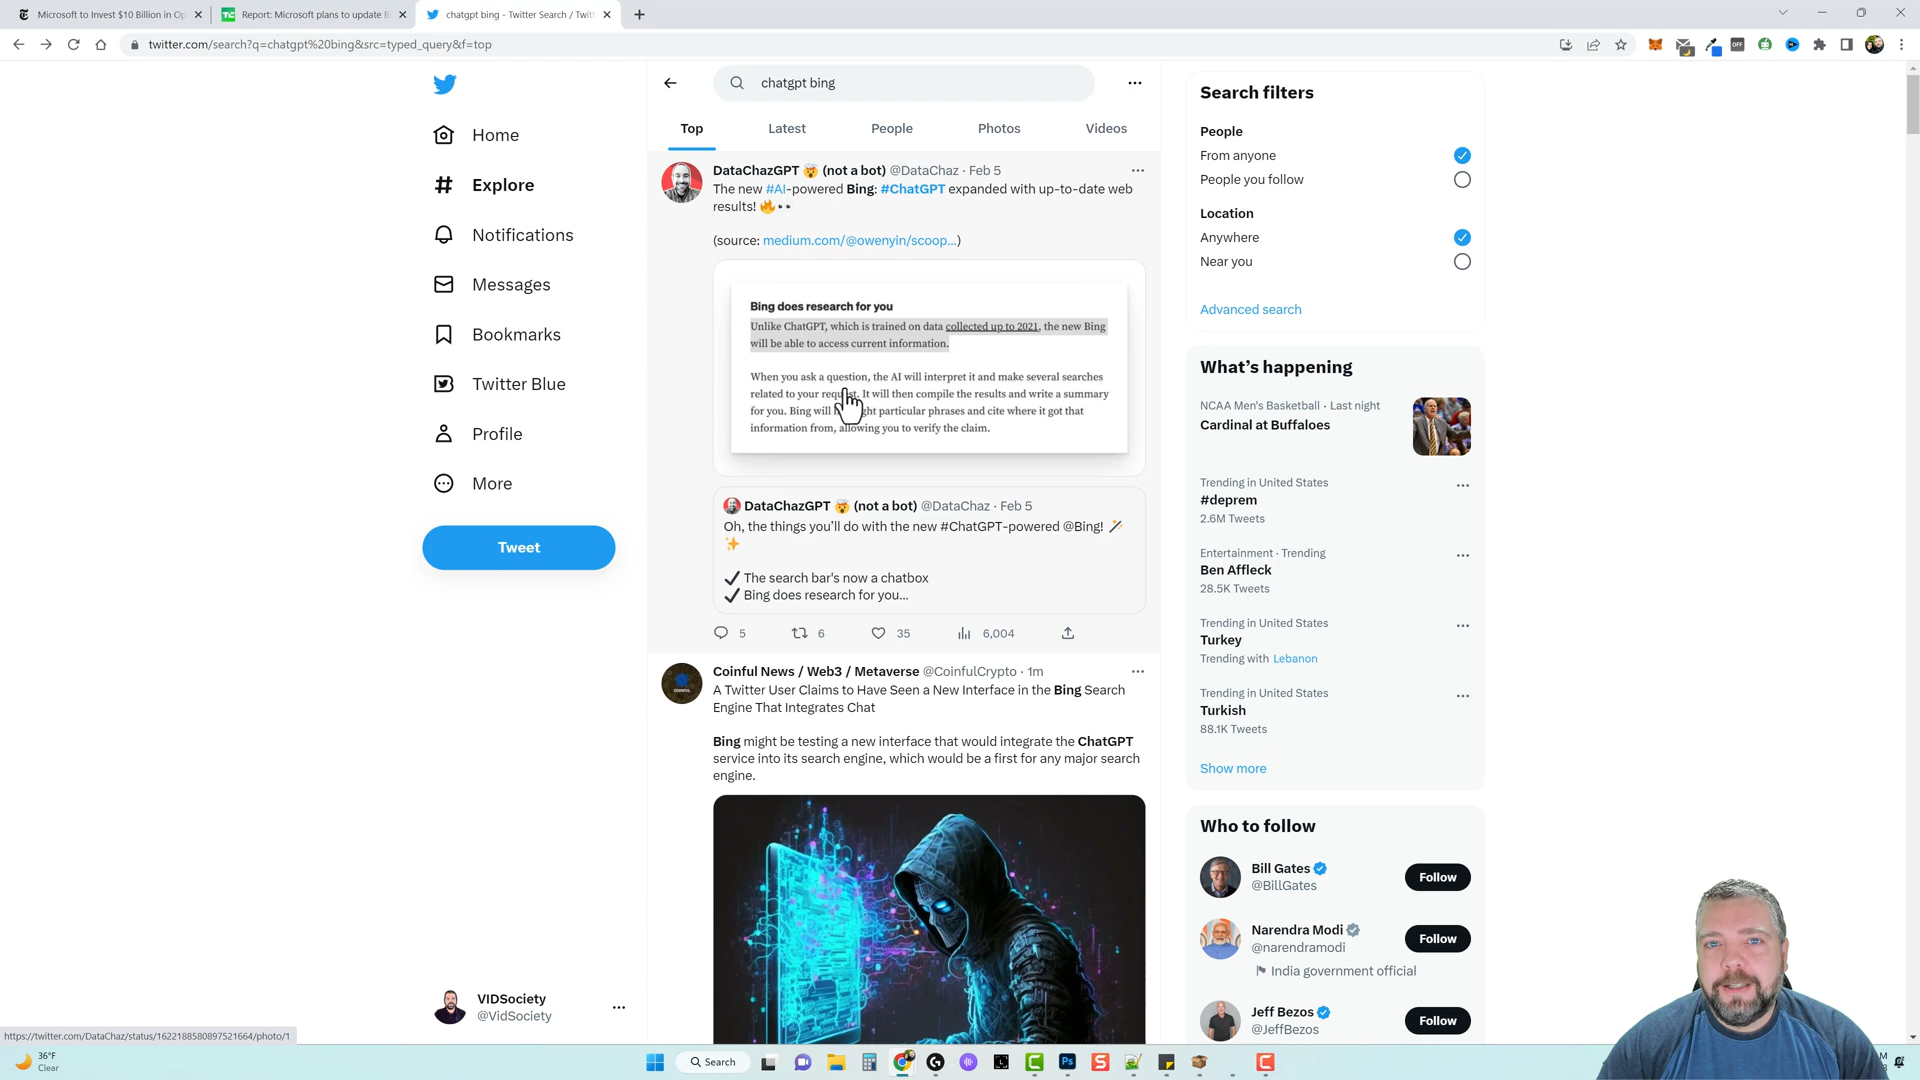 Microsoft to Invest $10 Billion in Op
Report: Microsoft plans to update B
chatgpt bing - Twitter Search / Twit
twitter.com/search?q=chatgpt%20bing&src=typed_query&f=top
OFF
chatgpt bing
Top
Latest
People
Photos
Videos
Home
Explore
Notifications
Messages
Bookmarks
Twitter Blue
Profile
More
Tweet
VIDSociety
@VidSociety
DataChazGPT 🤯 (not a bot) @DataChaz · Feb 5
The new #AI-powered Bing: #ChatGPT expanded with up-to-date web
results! 🔥👀
(source: medium.com/@owenyin/scoop...)
Bing does research for you
Unlike ChatGPT, which is trained on data collected up to 2021, the new Bing
will be able to access current information.
When you ask a question, the AI will interpret it and make several searches
related to your request. It will then compile the results and write a summary
for you. Bing will ght particular phrases and cite where it got that
information from, allowing you to verify the claim.
DataChazGPT 🤯 (not a bot) @DataChaz · Feb 5
Oh, the things you'll do with the new #ChatGPT-powered @Bing! 🪄
✨
✔ The search bar's now a chatbox
✔ Bing does research for you...
5
6
35
6,004
Coinful News / Web3 / Metaverse @CoinfulCrypto · 1m
A Twitter User Claims to Have Seen a New Interface in the Bing Search
Engine That Integrates Chat
Bing might be testing a new interface that would integrate the ChatGPT
service into its search engine, which would be a first for any major search
engine.
Search filters
People
From anyone
People you follow
Location
Anywhere
Near you
Advanced search
What's happening
NCAA Men's Basketball · Last night
Cardinal at Buffaloes
Trending in United States
#deprem
2.6M Tweets
Entertainment · Trending
Ben Affleck
28.5K Tweets
Trending in United States
Turkey
Trending with Lebanon
Trending in United States
Turkish
88.1K Tweets
Show more
Who to follow
Bill Gates
@BillGates
Follow
Narendra Modi
@narendramodi
India government official
Follow
Jeff Bezos
@JeffBezos
Follow
https://twitter.com/DataChaz/status/1622188580897521664/photo/1
36°F
Clear
Search